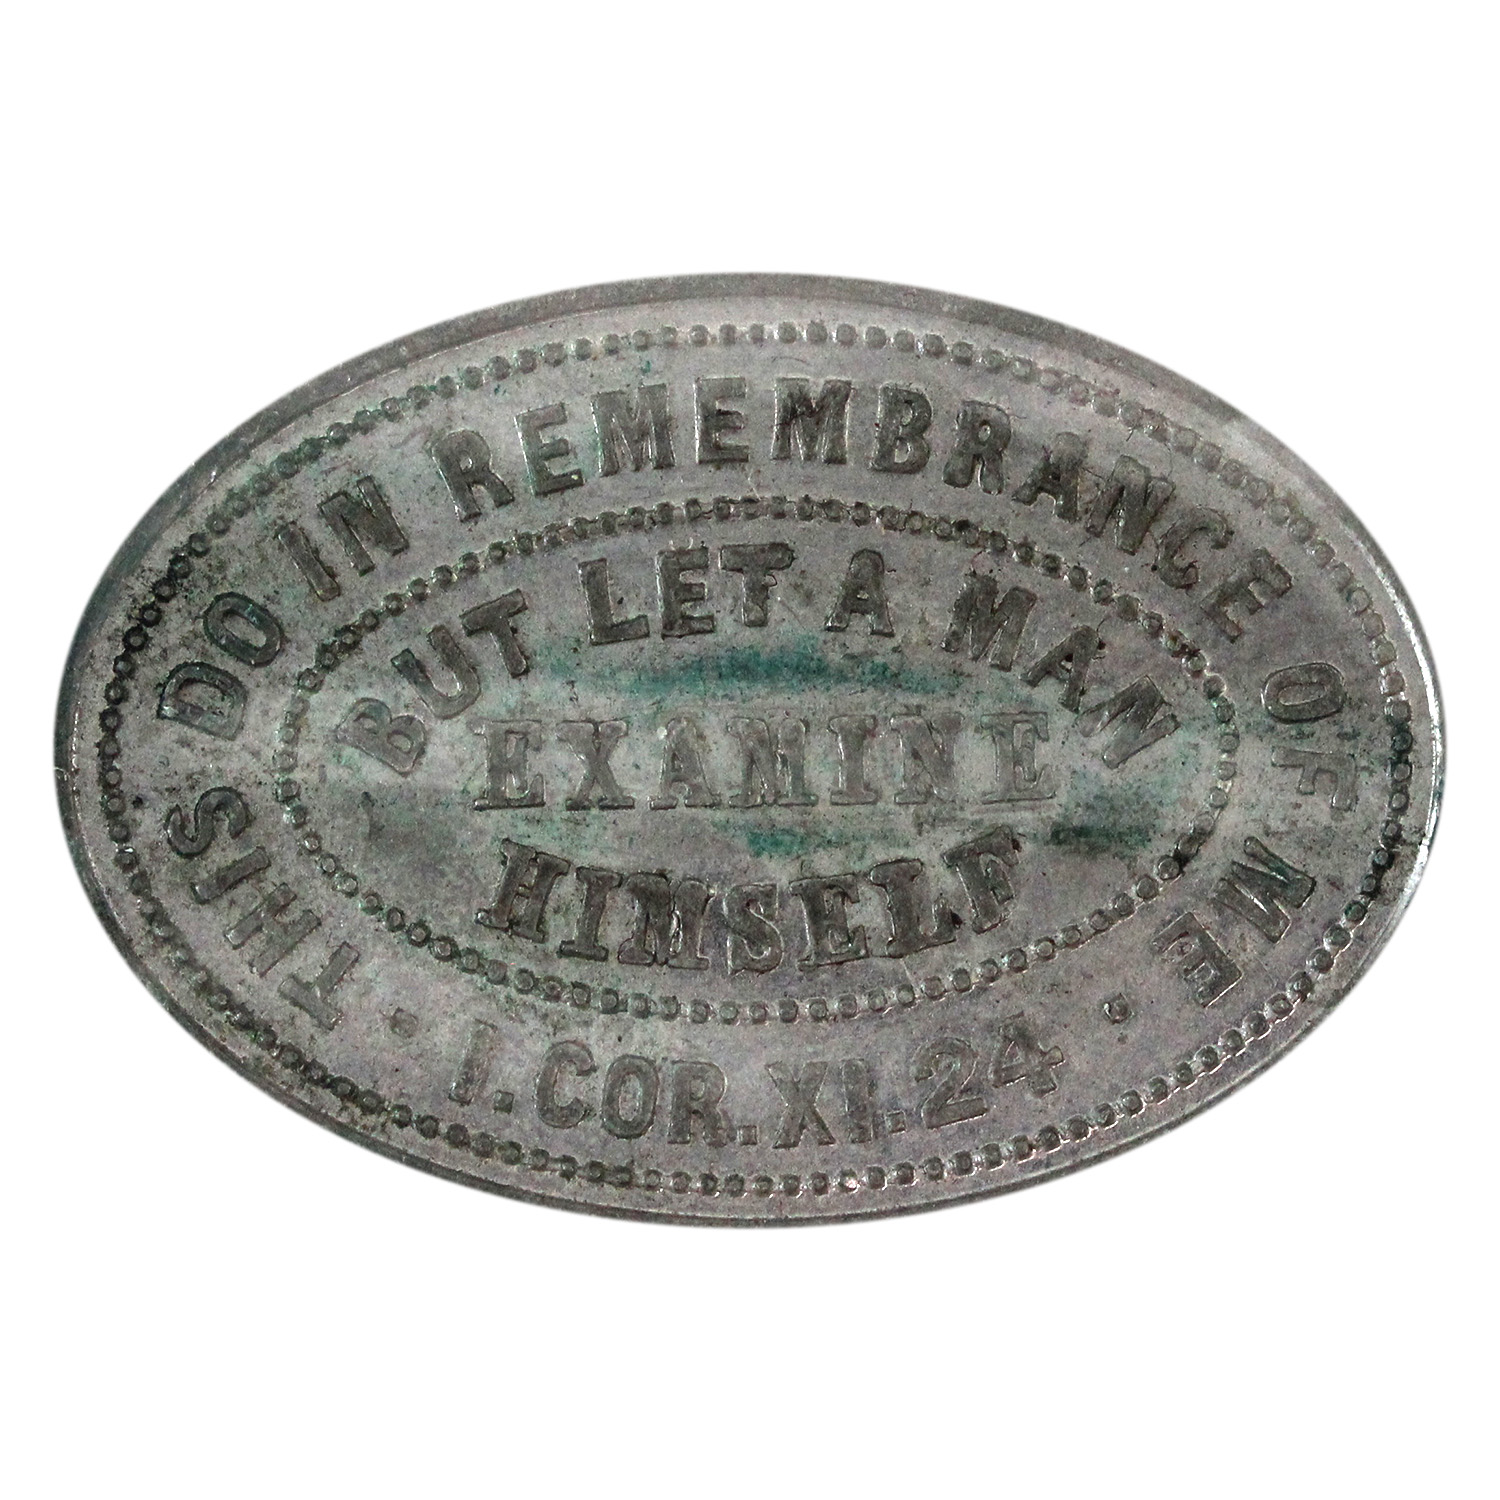 THIS DO IN REMEMBRANCE OF ME
· I. COR. XI. 24 ·
BUT LET A MAN
EXAMINE
HIMSELF